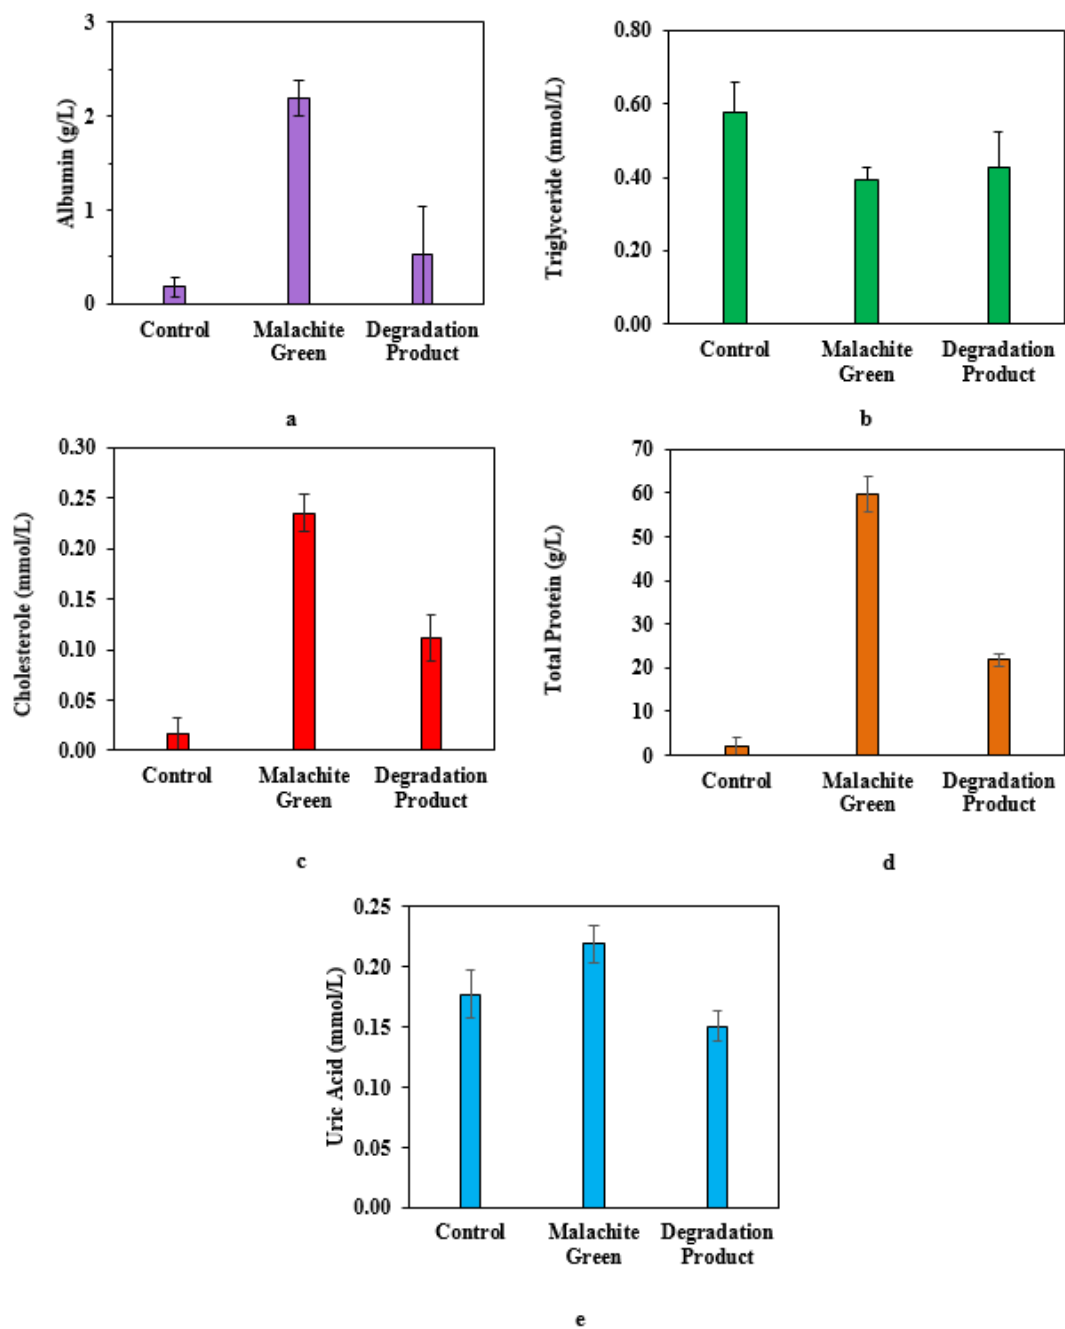 Albumin (g/L)
3
2
1
0
Control
Malachite
Green
Degradation
Product
a
Triglyceride (mmol/L)
0.80
0.60
0.40
0.20
0.00
Control
Malachite
Green
Degradation
Product
b
Cholesterole (mmol/L)
0.30
0.25
0.20
0.15
0.10
0.05
0.00
Control
Malachite
Green
Degradation
Product
c
Total Protein (g/L)
70
60
50
40
30
20
10
0
Control
Malachite
Green
Degradation
Product
d
Uric Acid (mmol/L)
0.25
0.20
0.15
0.10
0.05
0.00
Control
Malachite
Green
Degradation
Product
e